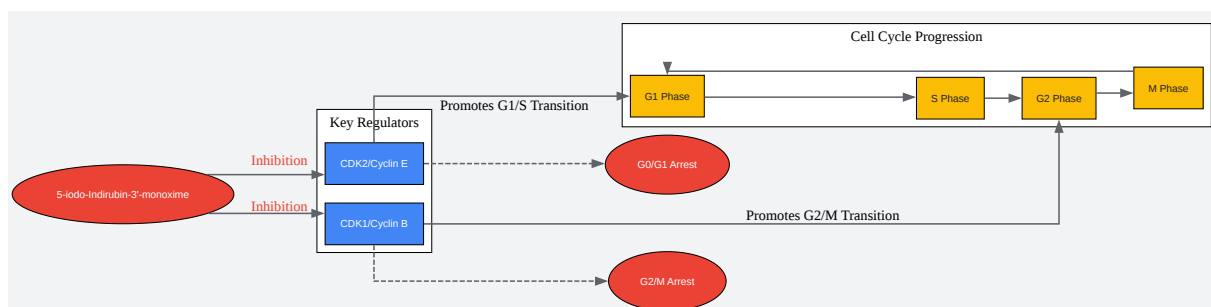 Cell Cycle Progression
G1 Phase
S Phase
G2 Phase
M Phase
Promotes G1/S Transition
Key Regulators
CDK2/Cyclin E
G0/G1 Arrest
Inhibition
5-iodo-Indirubin-3'-monoxime
Inhibition
CDK1/Cyclin B
Promotes G2/M Transition
G2/M Arrest